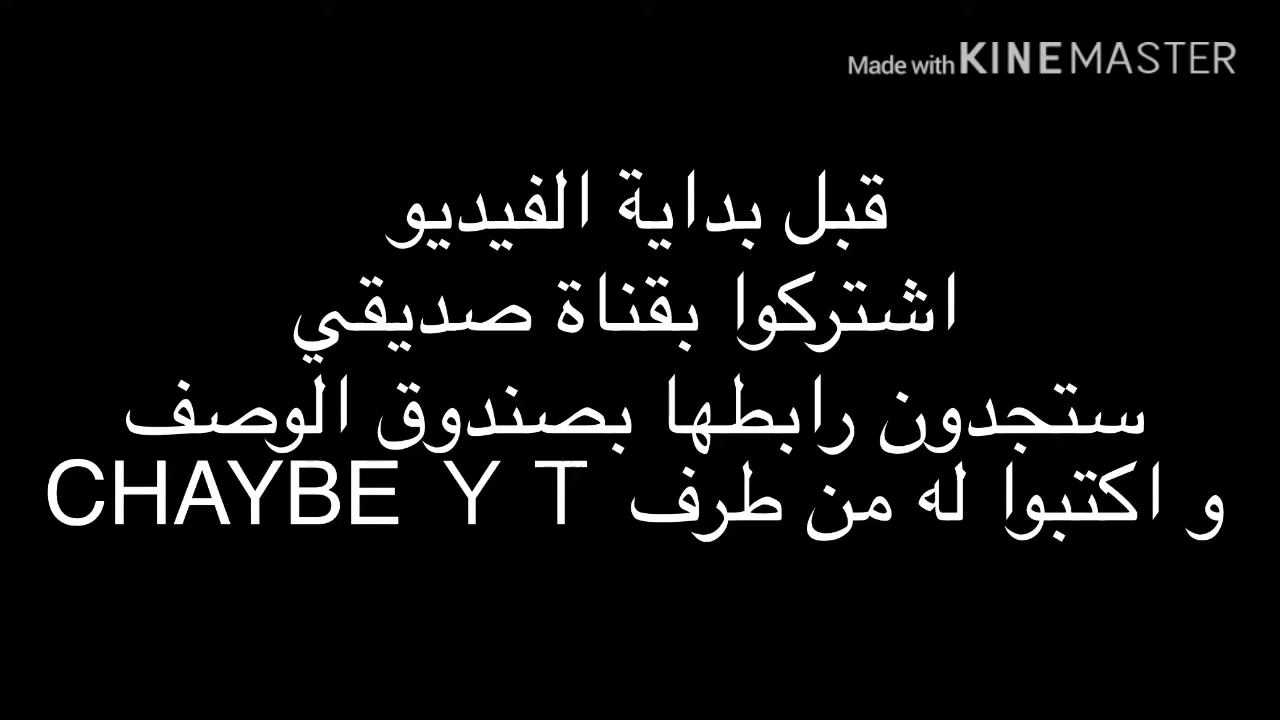 Made with KINEMASTER
قبل بداية الفيديو
اشتركوا بقناة صديقي
ستجدون رابطها بصندوق الوصف
و اكتبوا له من طرف CHAYBE Y T